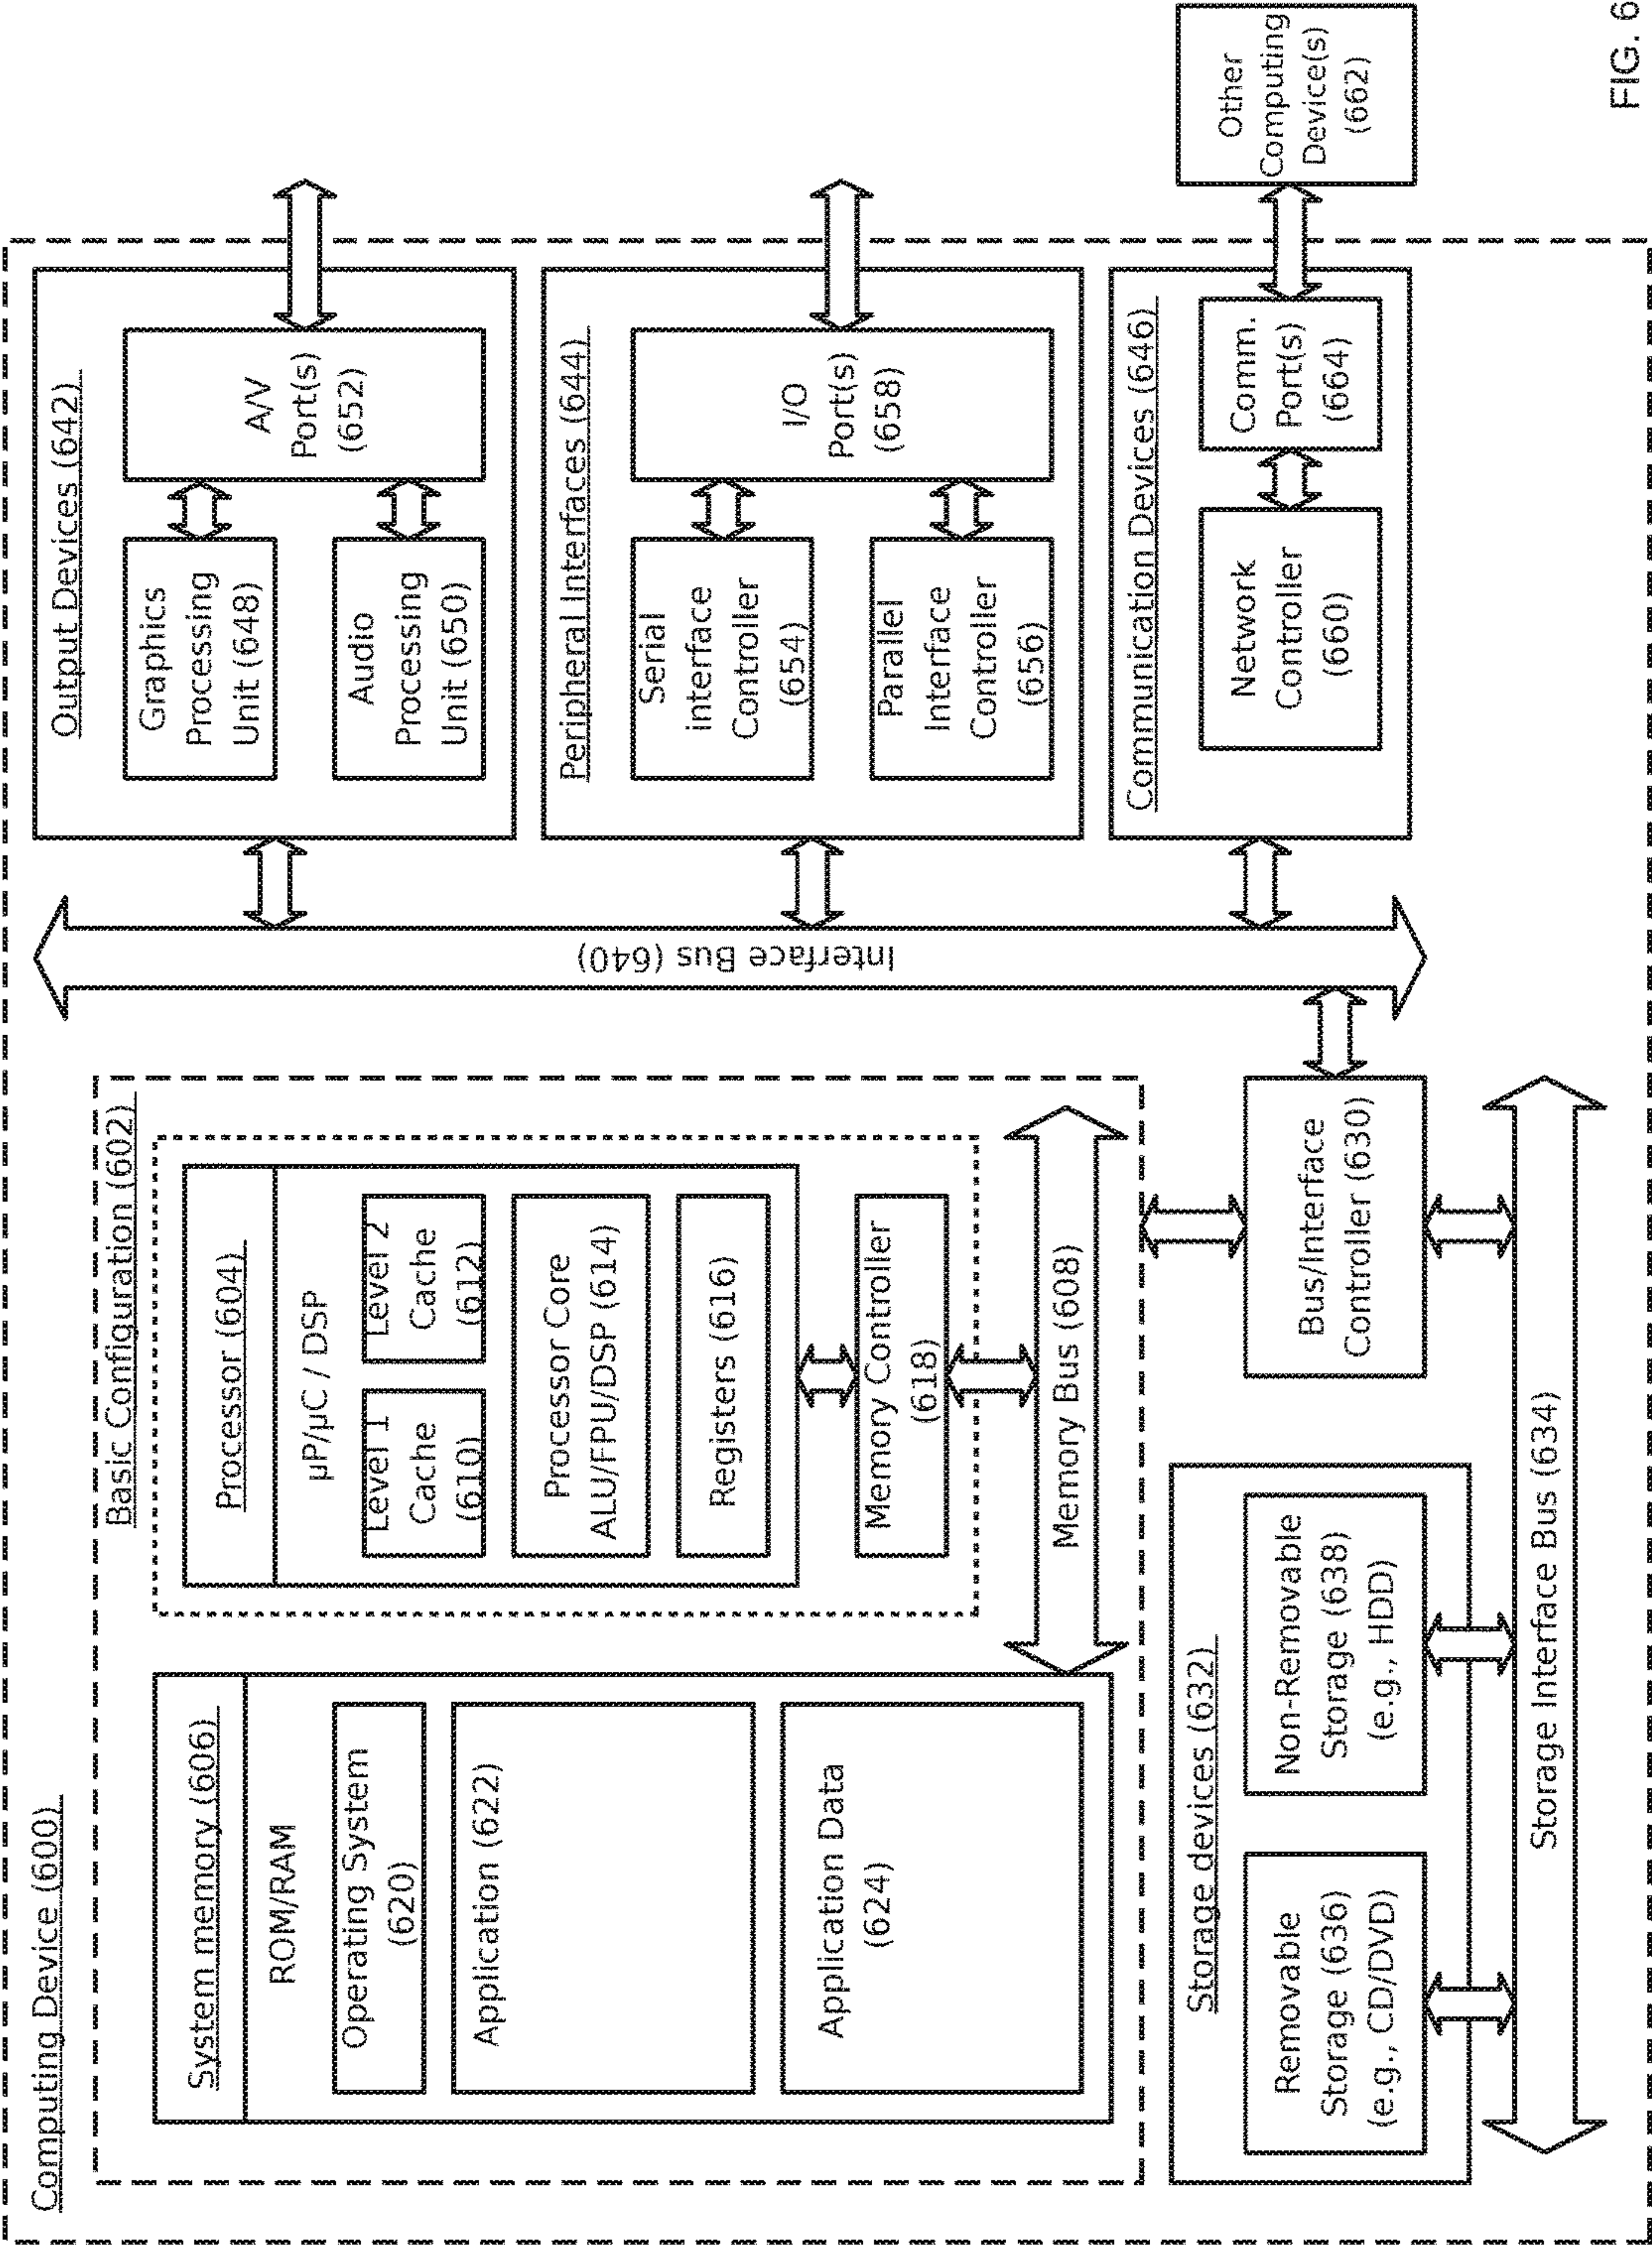 Computing Device (600)
Basic Configuration (602)
System memory (606)
ROM/RAM
Operating System
(620)
Application (622)
Application Data
(624)
Processor (604)
µP/µC / DSP
Level 1
Cache
(610)
Level 2
Cache
(612)
Processor Core
ALU/FPU/DSP (614)
Registers (616)
Memory Controller
(618)
Memory Bus (608)
Storage devices (632)
Removable
Storage (636)
(e.g., CD/DVD)
Non-Removable
Storage (638)
(e.g., HDD)
Bus/Interface
Controller (630)
Storage Interface Bus (634)
Interface Bus (640)
Output Devices (642)
Graphics
Processing
Unit (648)
Audio
Processing
Unit (650)
A/V
Port(s)
(652)
Peripheral Interfaces (644)
Serial
interface
Controller
(654)
Parallel
Interface
Controller
(656)
I/O
Port(s)
(658)
Communication Devices (646)
Network
Controller
(660)
Comm.
Port(s)
(664)
Other
Computing
Device(s)
(662)
FIG. 6